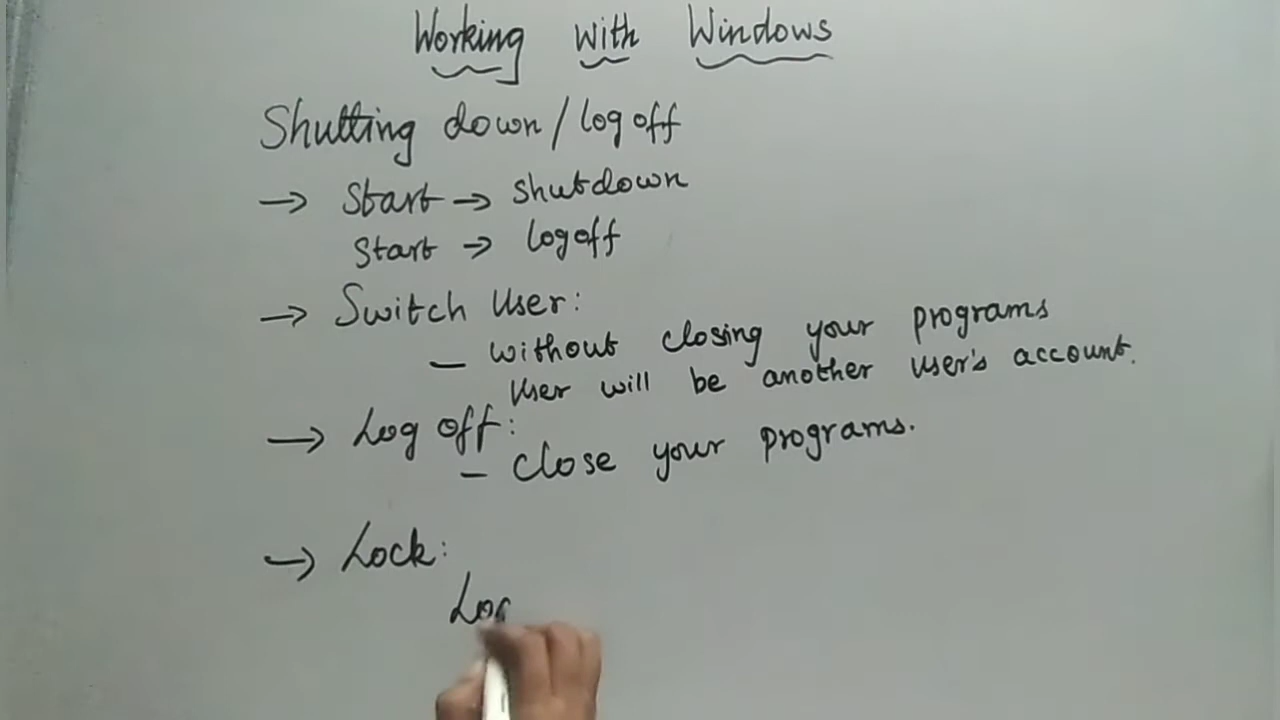 Working With Windows
Shutting down / log off
→ Start → Shutdown
Start → logoff
→ Switch User:
– without closing your programs
User will be another user's account.
→ Log off:
– close your programs.
→ Lock: